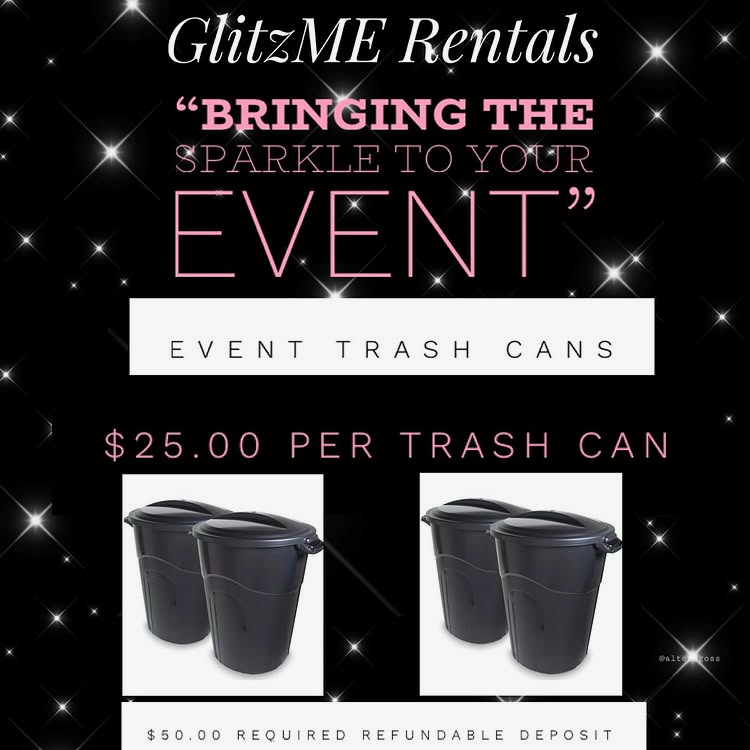 GlitzME Rentals
“BRINGING THE
SPARKLE TO YOUR
EVENT”
EVENT TRASH CANS
$25.00 PER TRASH CAN
$50.00 REQUIRED REFUNDABLE DEPOSIT